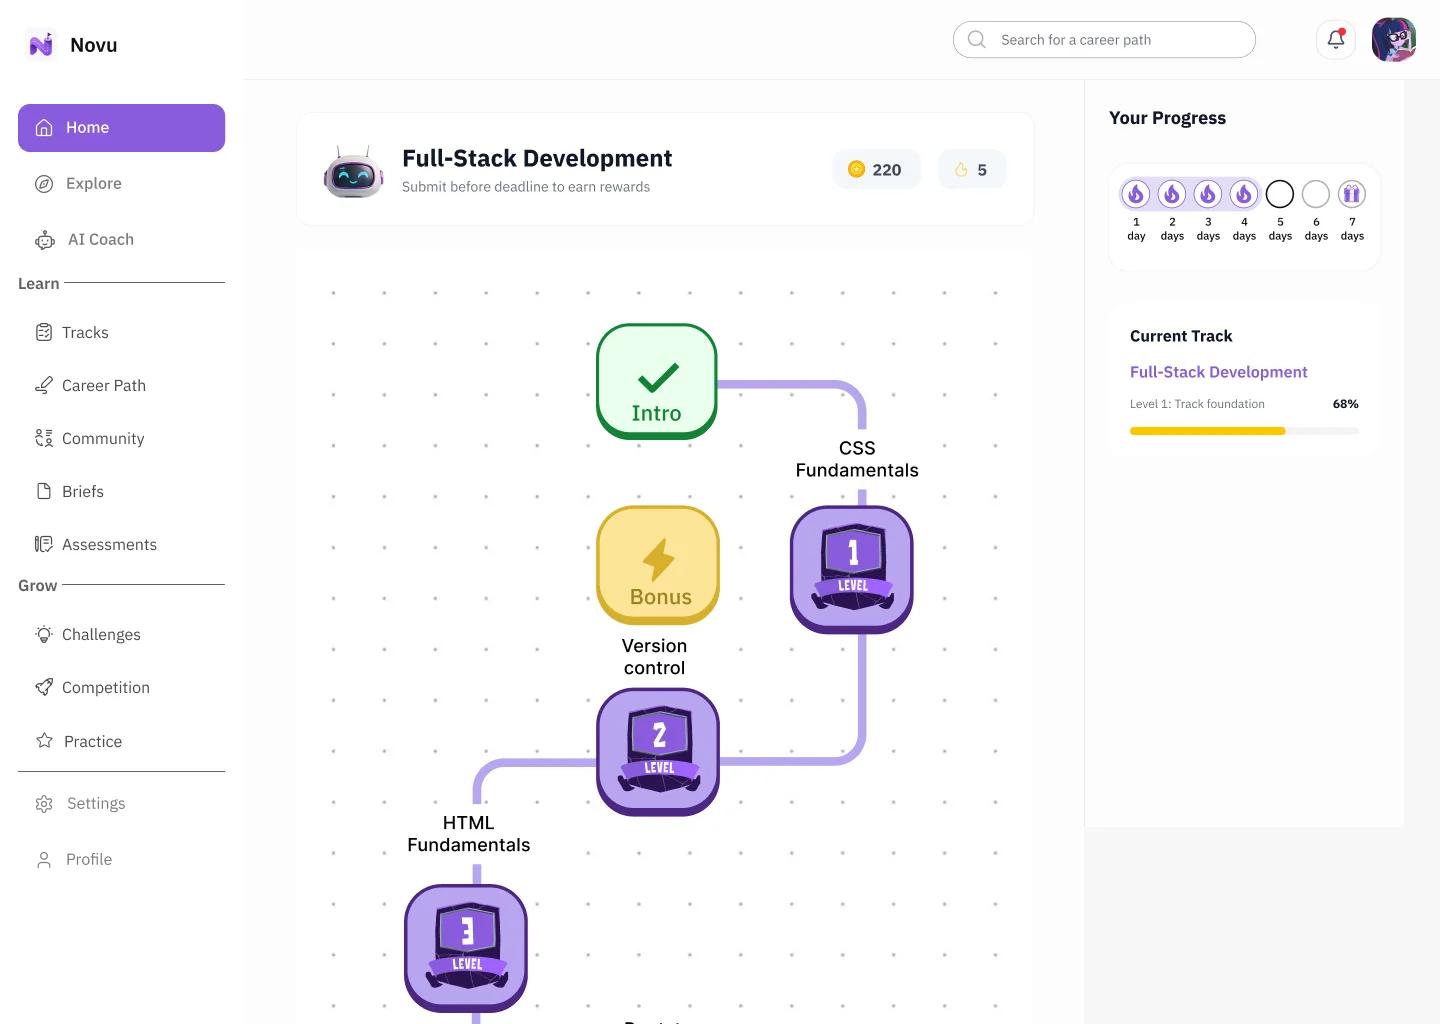 Novu
Search for a career path
Home
Explore
AI Coach
Learn
Tracks
Career Path
Community
Briefs
Assessments
Grow
Challenges
Competition
Practice
Settings
Profile
Full-Stack Development
Submit before deadline to earn rewards
220
5
Intro
CSS
Fundamentals
1
LEVEL
Bonus
Version
control
2
LEVEL
HTML
Fundamentals
3
LEVEL
Your Progress
1 2 3 4 5 6 7
day days days days days days days
Current Track
Full-Stack Development
Level 1: Track foundation 68%